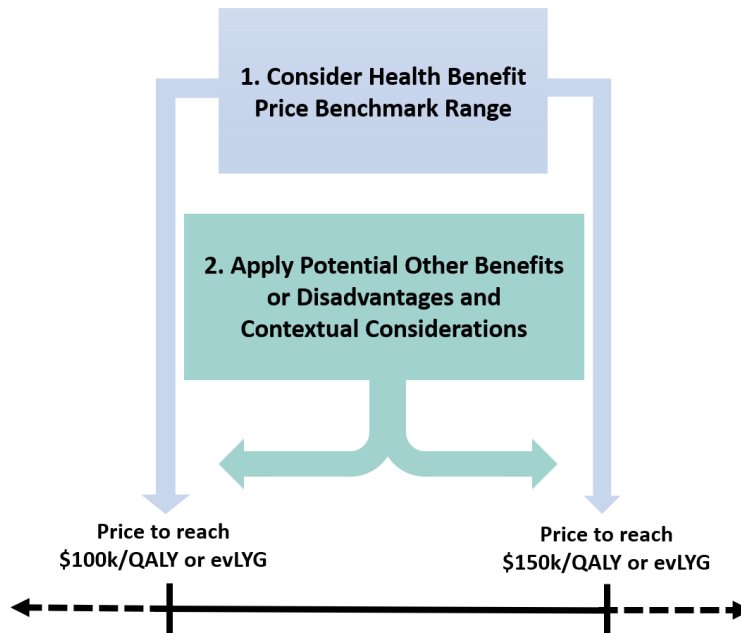 1. Consider Health Benefit
Price Benchmark Range
2. Apply Potential Other Benefits
or Disadvantages and
Contextual Considerations
Price to reach
$100k/QALY or evLYG
Price to reach
$150k/QALY or evLYG